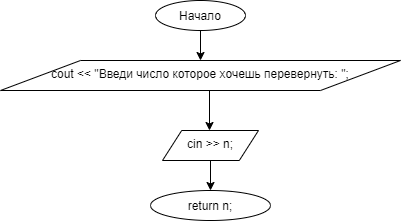 Начало
cout << "Введи число которое хочешь перевернуть: ";
cin >> n;
return n;